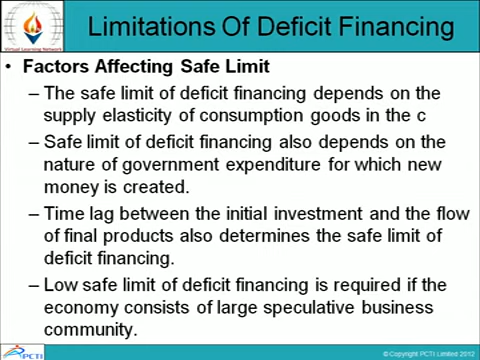 Limitations Of Deficit Financing
Virtual Learning Network
• Factors Affecting Safe Limit
– The safe limit of deficit financing depends on the
supply elasticity of consumption goods in the c
– Safe limit of deficit financing also depends on the
nature of government expenditure for which new
money is created.
– Time lag between the initial investment and the flow
of final products also determines the safe limit of
deficit financing.
– Low safe limit of deficit financing is required if the
economy consists of large speculative business
community.
PCTI
©Copyright PCTI Limited 2012